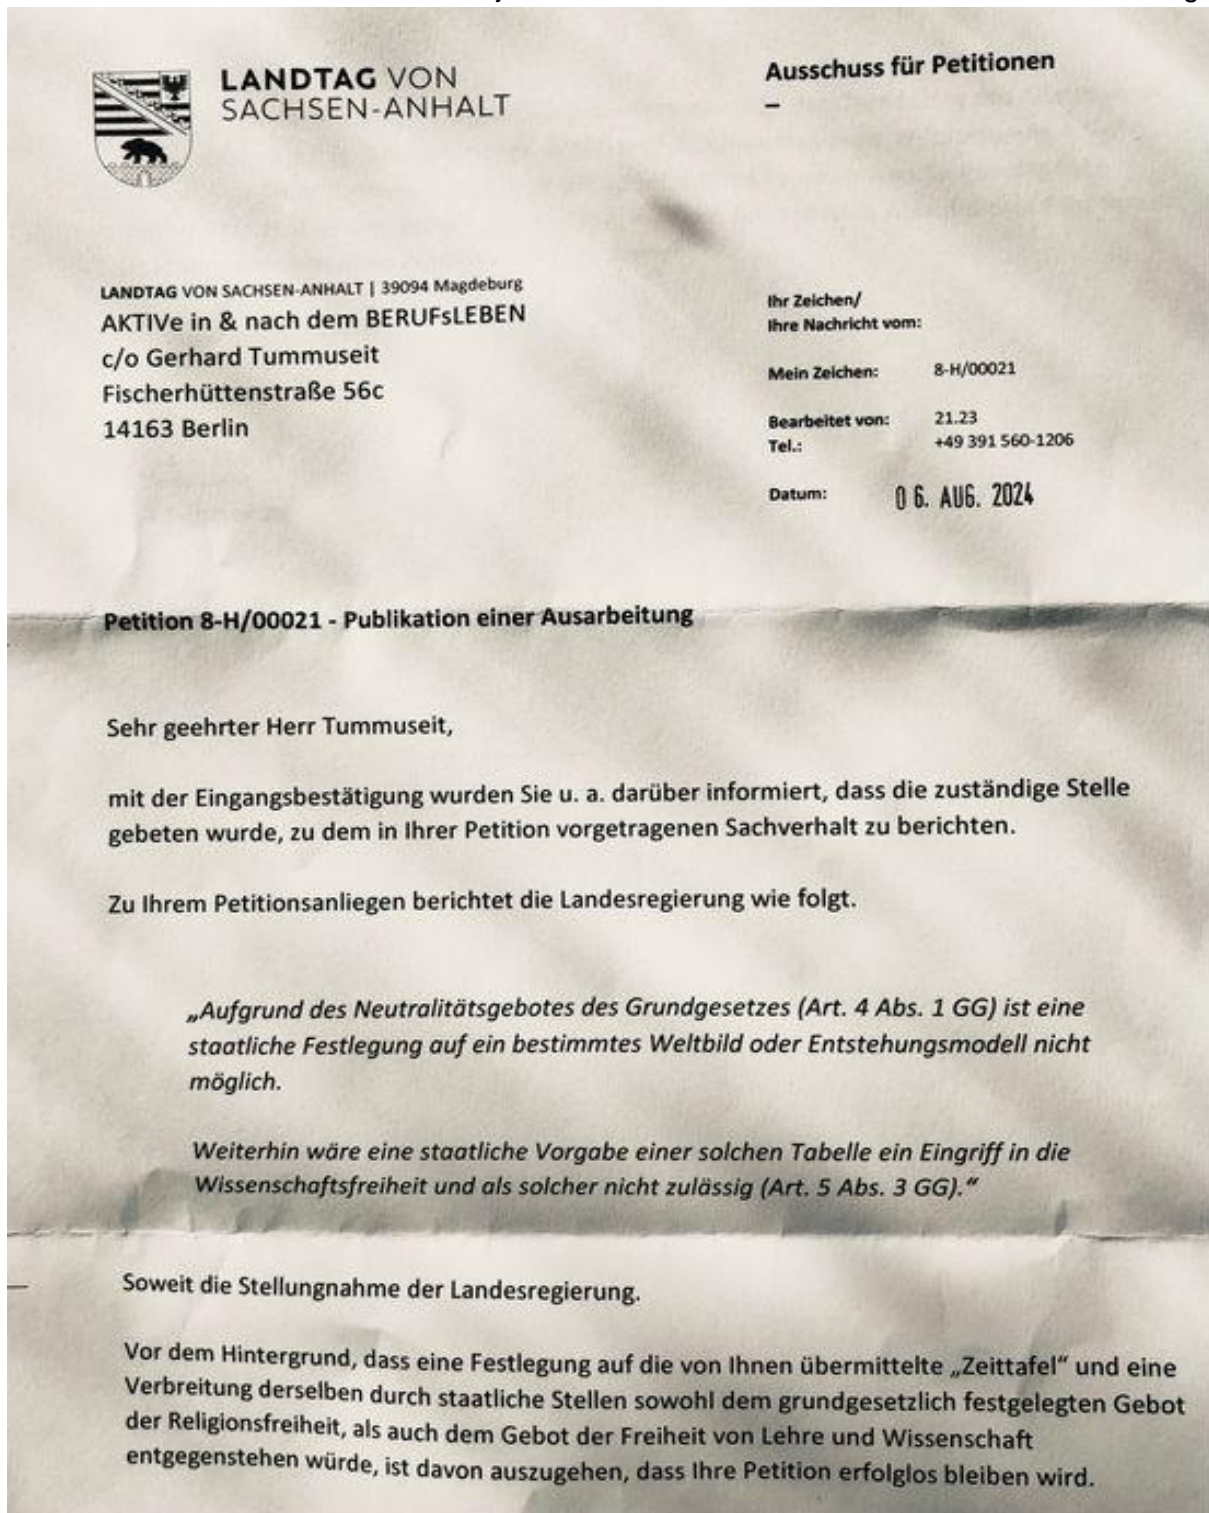 LANDTAG VON
SACHSEN-ANHALT
Ausschuss für Petitionen
–
LANDTAG VON SACHSEN-ANHALT | 39094 Magdeburg
AKTIVe in & nach dem BERUFsLEBEN
c/o Gerhard Tummuseit
Fischerhüttenstraße 56c
14163 Berlin
Ihr Zeichen/
Ihre Nachricht vom:
Mein Zeichen: 8-H/00021
Bearbeitet von: 21.23
Tel.: +49 391 560-1206
Datum: 06. AUG. 2024
Petition 8-H/00021 - Publikation einer Ausarbeitung
Sehr geehrter Herr Tummuseit,
mit der Eingangsbestätigung wurden Sie u. a. darüber informiert, dass die zuständige Stelle
gebeten wurde, zu dem in Ihrer Petition vorgetragenen Sachverhalt zu berichten.
Zu Ihrem Petitionsanliegen berichtet die Landesregierung wie folgt.
„Aufgrund des Neutralitätsgebotes des Grundgesetzes (Art. 4 Abs. 1 GG) ist eine
staatliche Festlegung auf ein bestimmtes Weltbild oder Entstehungsmodell nicht
möglich.
Weiterhin wäre eine staatliche Vorgabe einer solchen Tabelle ein Eingriff in die
Wissenschaftsfreiheit und als solcher nicht zulässig (Art. 5 Abs. 3 GG).“
Soweit die Stellungnahme der Landesregierung.
Vor dem Hintergrund, dass eine Festlegung auf die von Ihnen übermittelte „Zeittafel“ und eine
Verbreitung derselben durch staatliche Stellen sowohl dem grundgesetzlich festgelegten Gebot
der Religionsfreiheit, als auch dem Gebot der Freiheit von Lehre und Wissenschaft
entgegenstehen würde, ist davon auszugehen, dass Ihre Petition erfolglos bleiben wird.